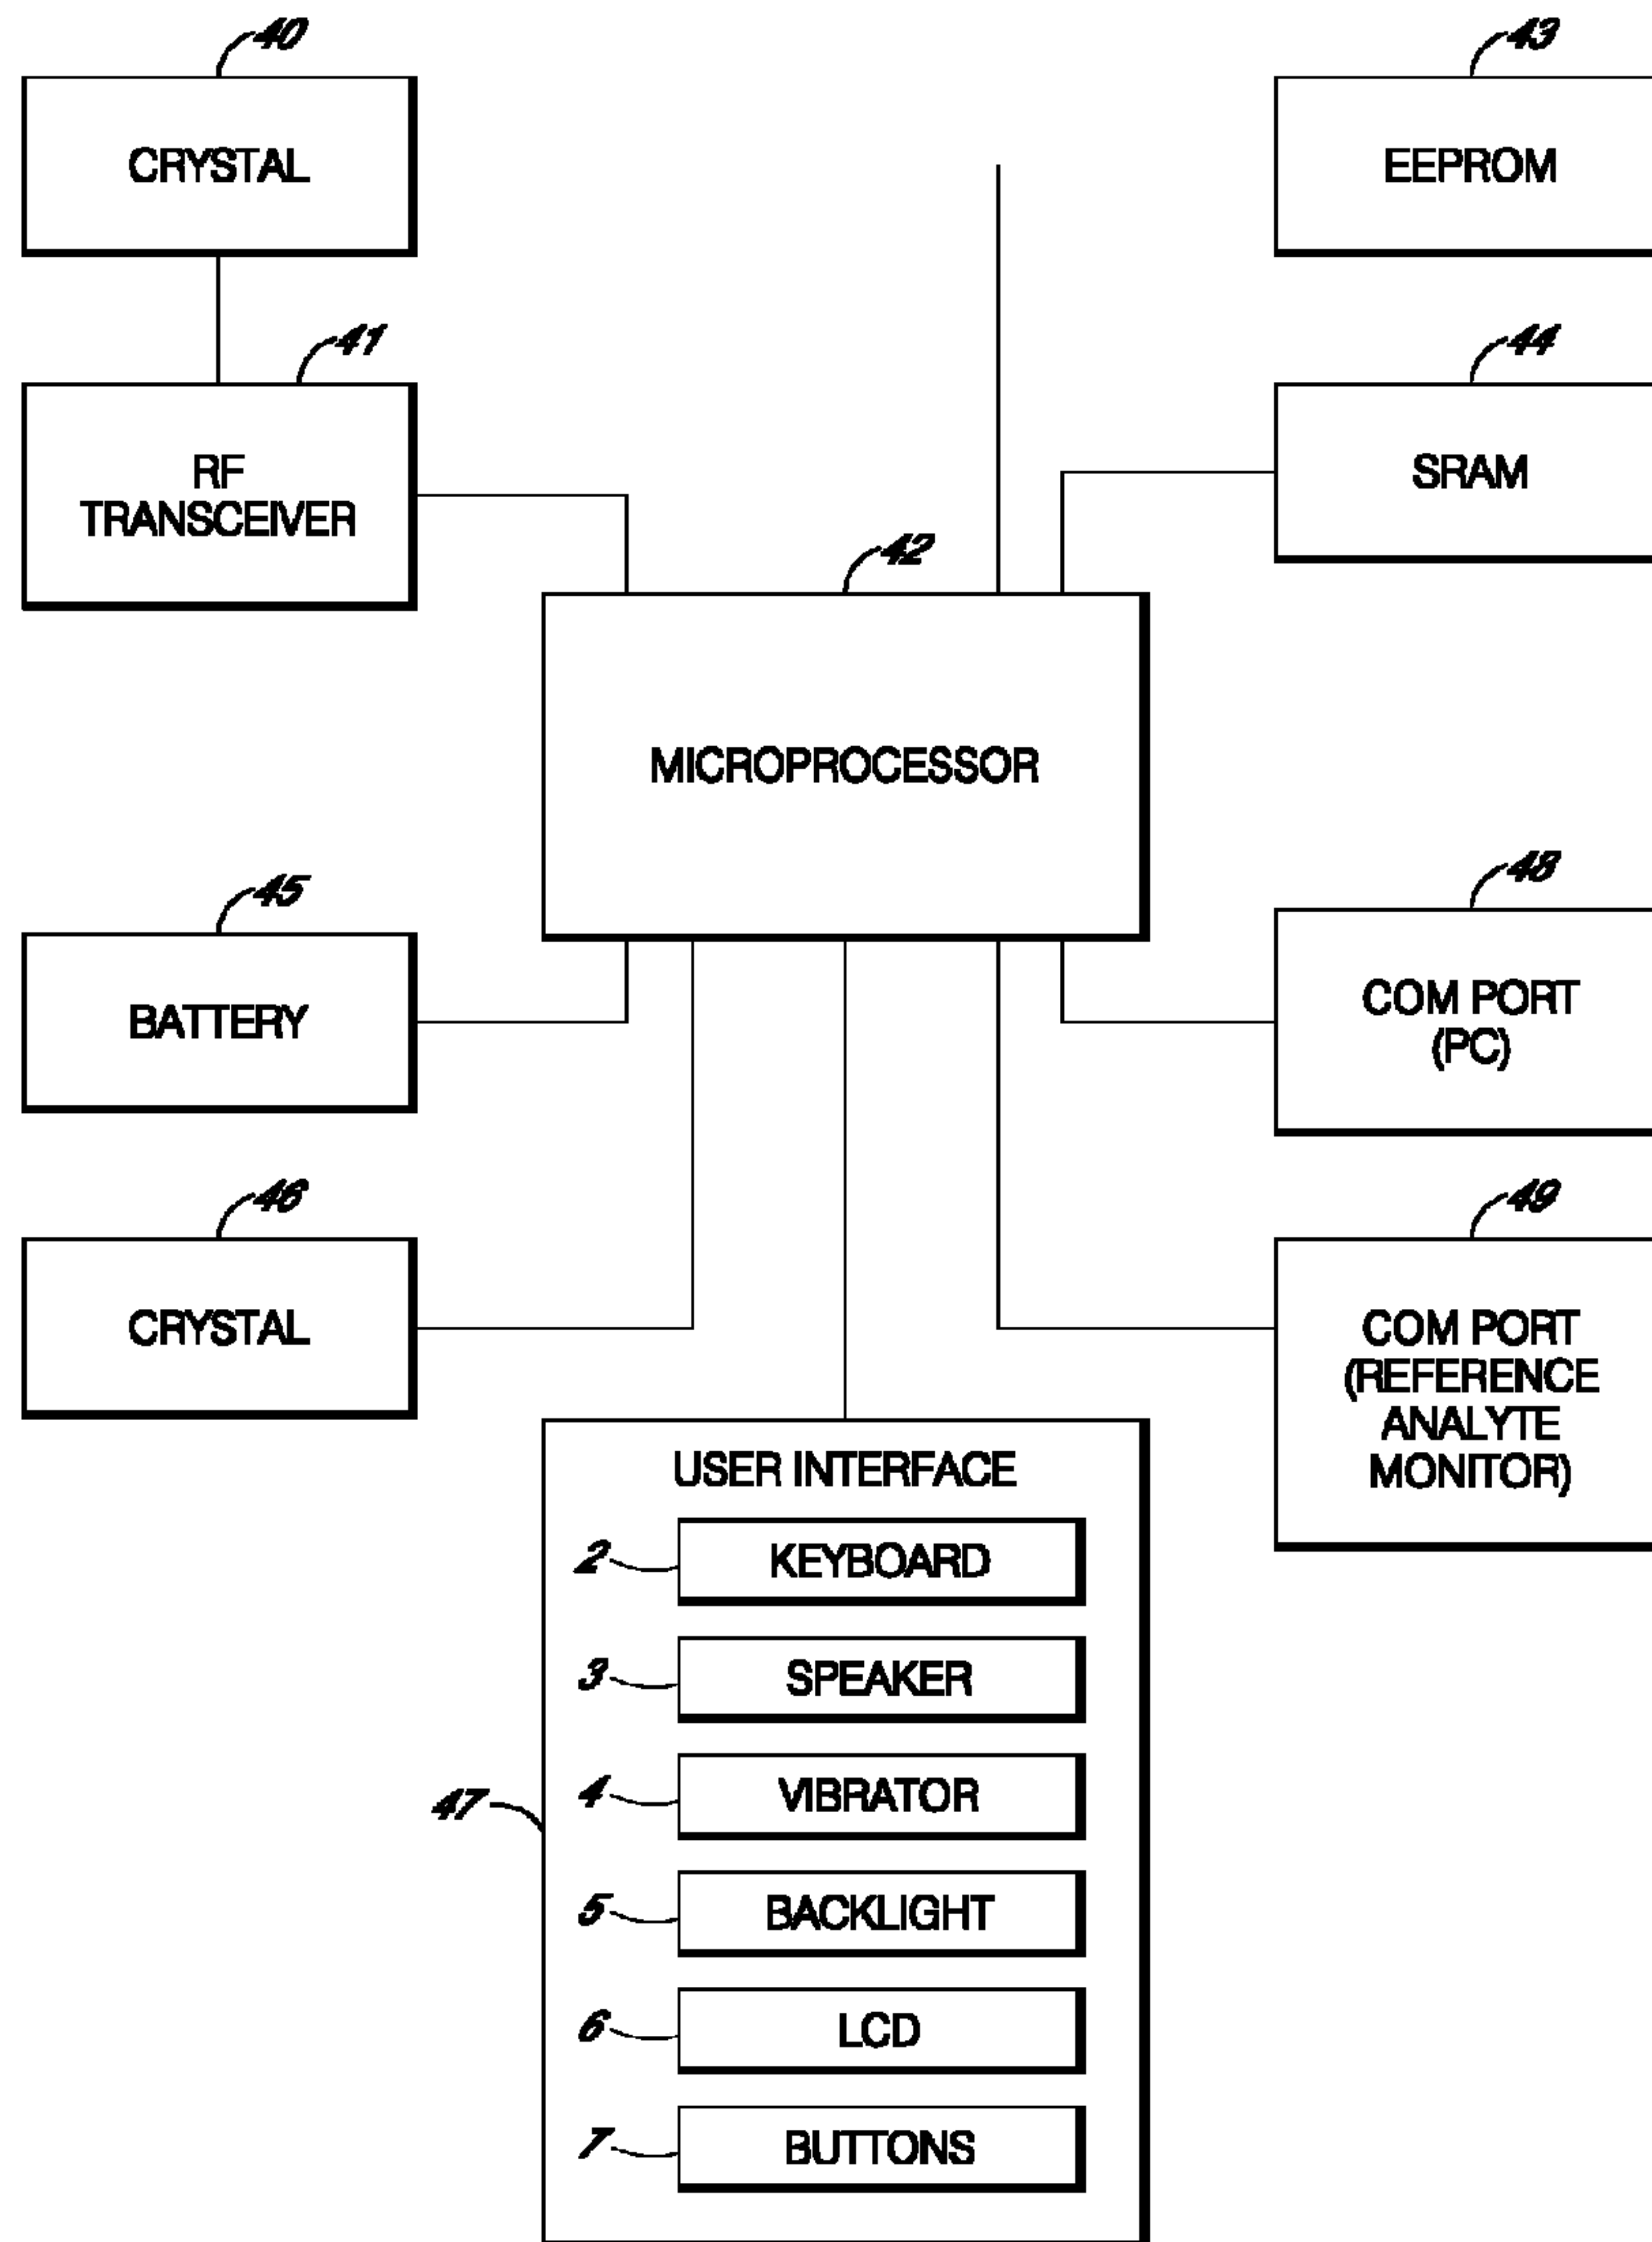 40
CRYSTAL
43
EEPROM
41
RF
TRANSCEIVER
44
SRAM
42
MICROPROCESSOR
45
BATTERY
48
COM PORT
(PC)
46
CRYSTAL
49
COM PORT
(REFERENCE
ANALYTE
MONITOR)
47
USER INTERFACE
2
KEYBOARD
3
SPEAKER
4
VIBRATOR
5
BACKLIGHT
6
LCD
7
BUTTONS